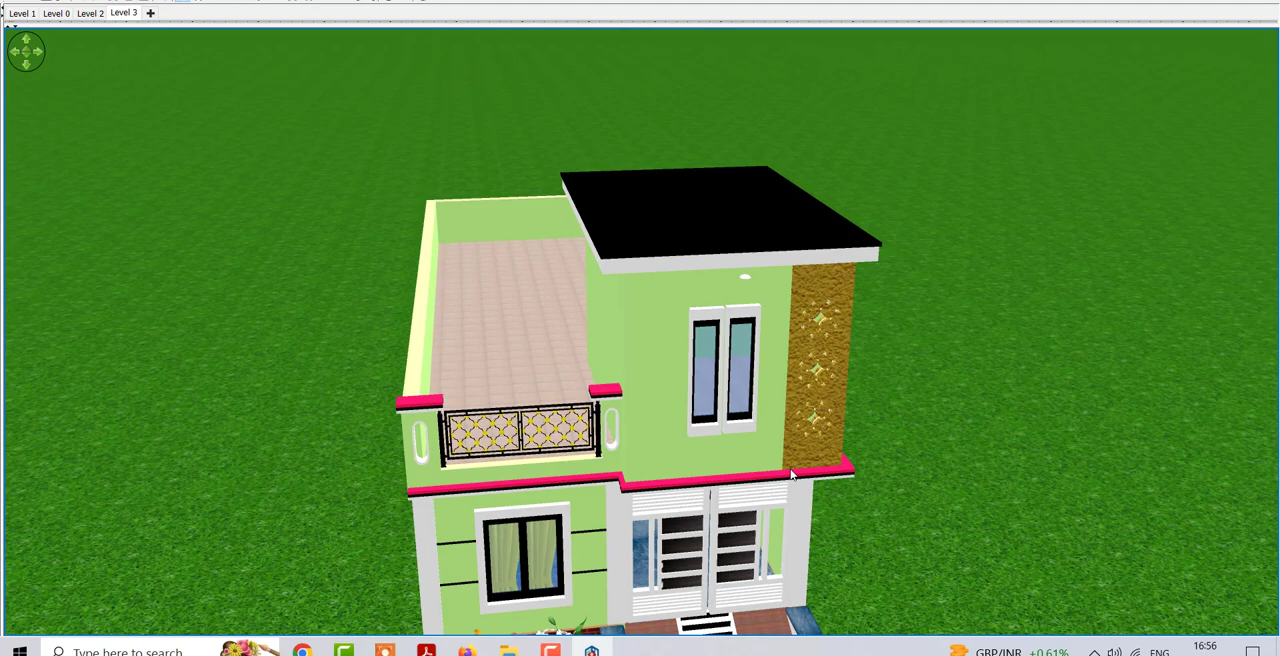 Level 1 Level 0 Level 2 Level 3
Type here to search
GBP/INR +0.61%
ENG
16:56